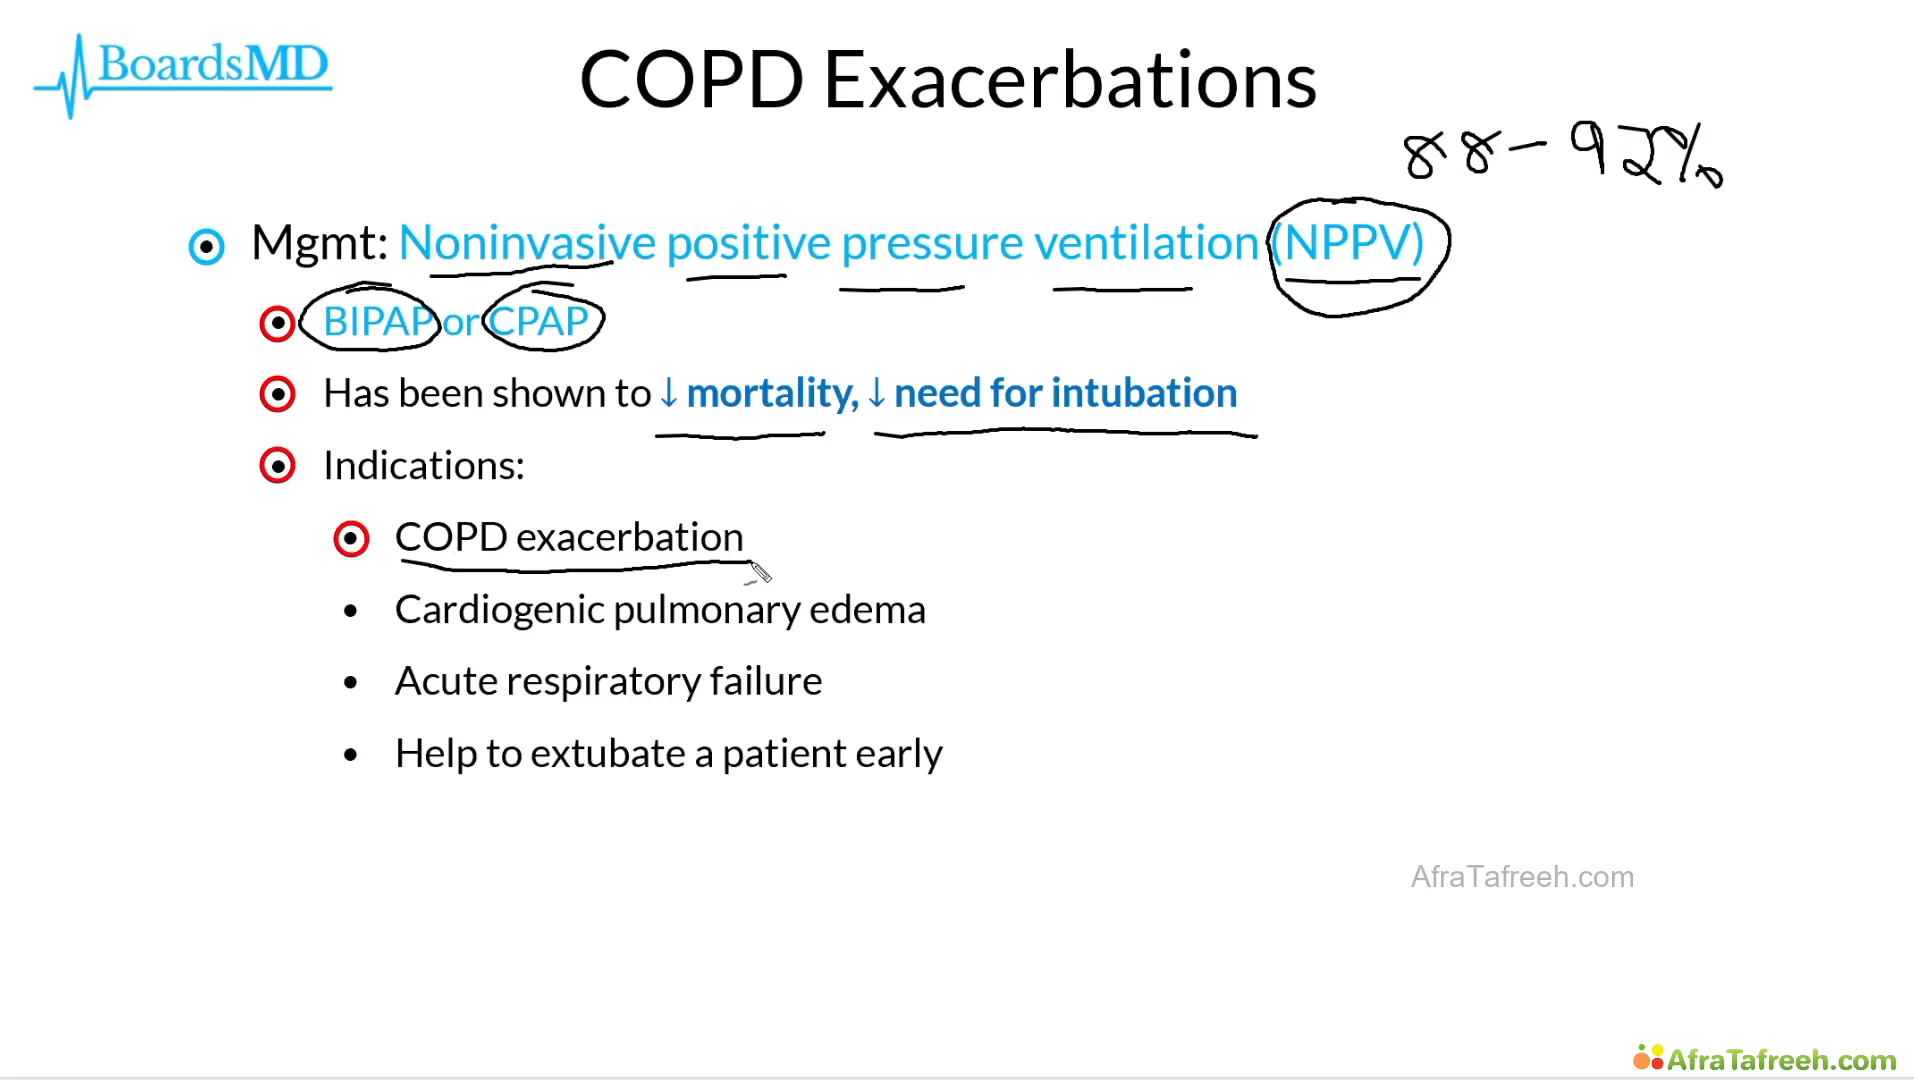 BoardsMD
COPD Exacerbations
88-92%
Mgmt: Noninvasive positive pressure ventilation (NPPV)
BIPAP or CPAP
Has been shown to ↓ mortality, ↓ need for intubation
Indications:
COPD exacerbation
• Cardiogenic pulmonary edema
• Acute respiratory failure
• Help to extubate a patient early
AfraTafreeh.com
AfraTafreeh.com